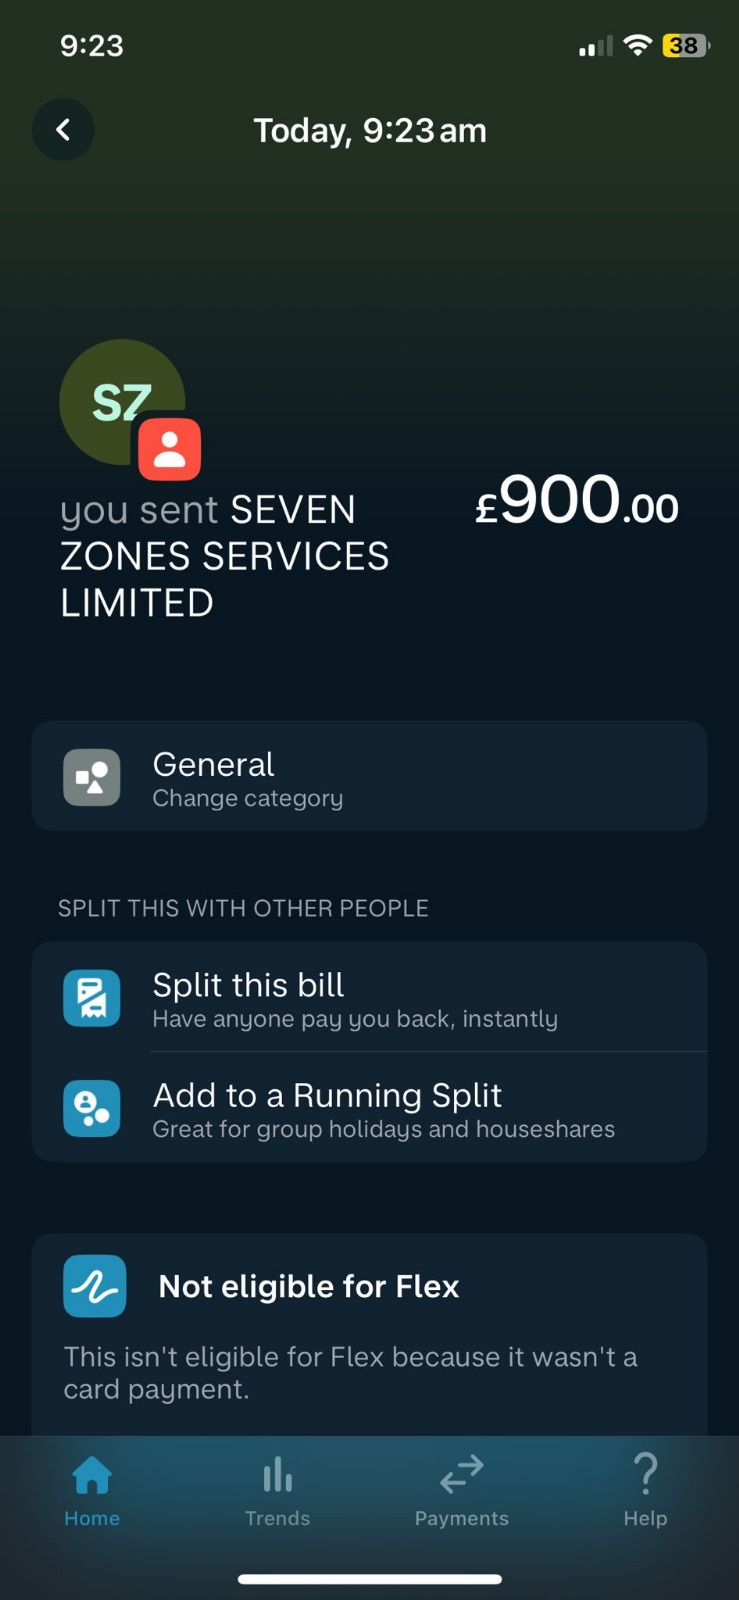 9:23
38
Today, 9:23 am
SZ
you sent SEVEN
ZONES SERVICES
LIMITED
£900.00
General
Change category
SPLIT THIS WITH OTHER PEOPLE
Split this bill
Have anyone pay you back, instantly
Add to a Running Split
Great for group holidays and houseshares
Not eligible for Flex
This isn't eligible for Flex because it wasn't a
card payment.
Home
Trends
Payments
Help